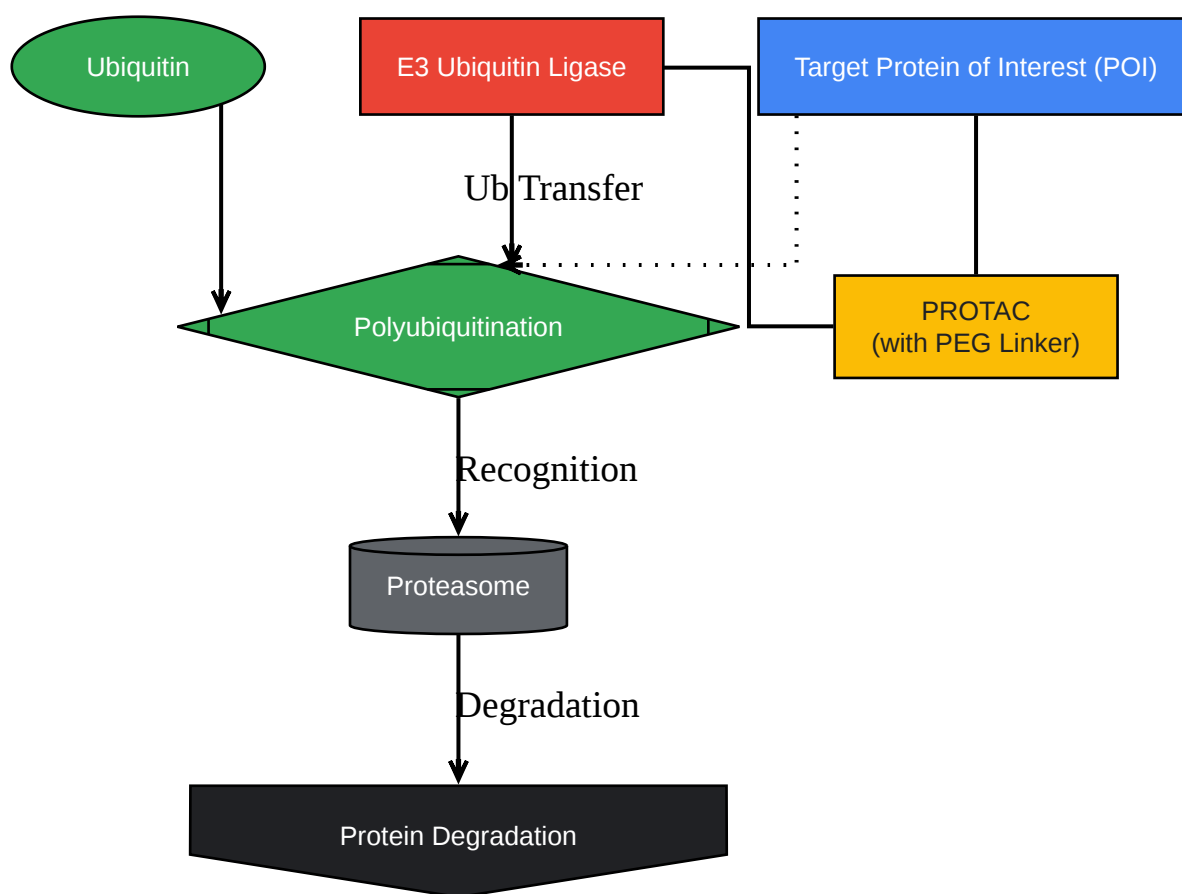 Ubiquitin
E3 Ubiquitin Ligase
Target Protein of Interest (POI)
Ub Transfer
Polyubiquitination
PROTAC
(with PEG Linker)
Recognition
Proteasome
Degradation
Protein Degradation